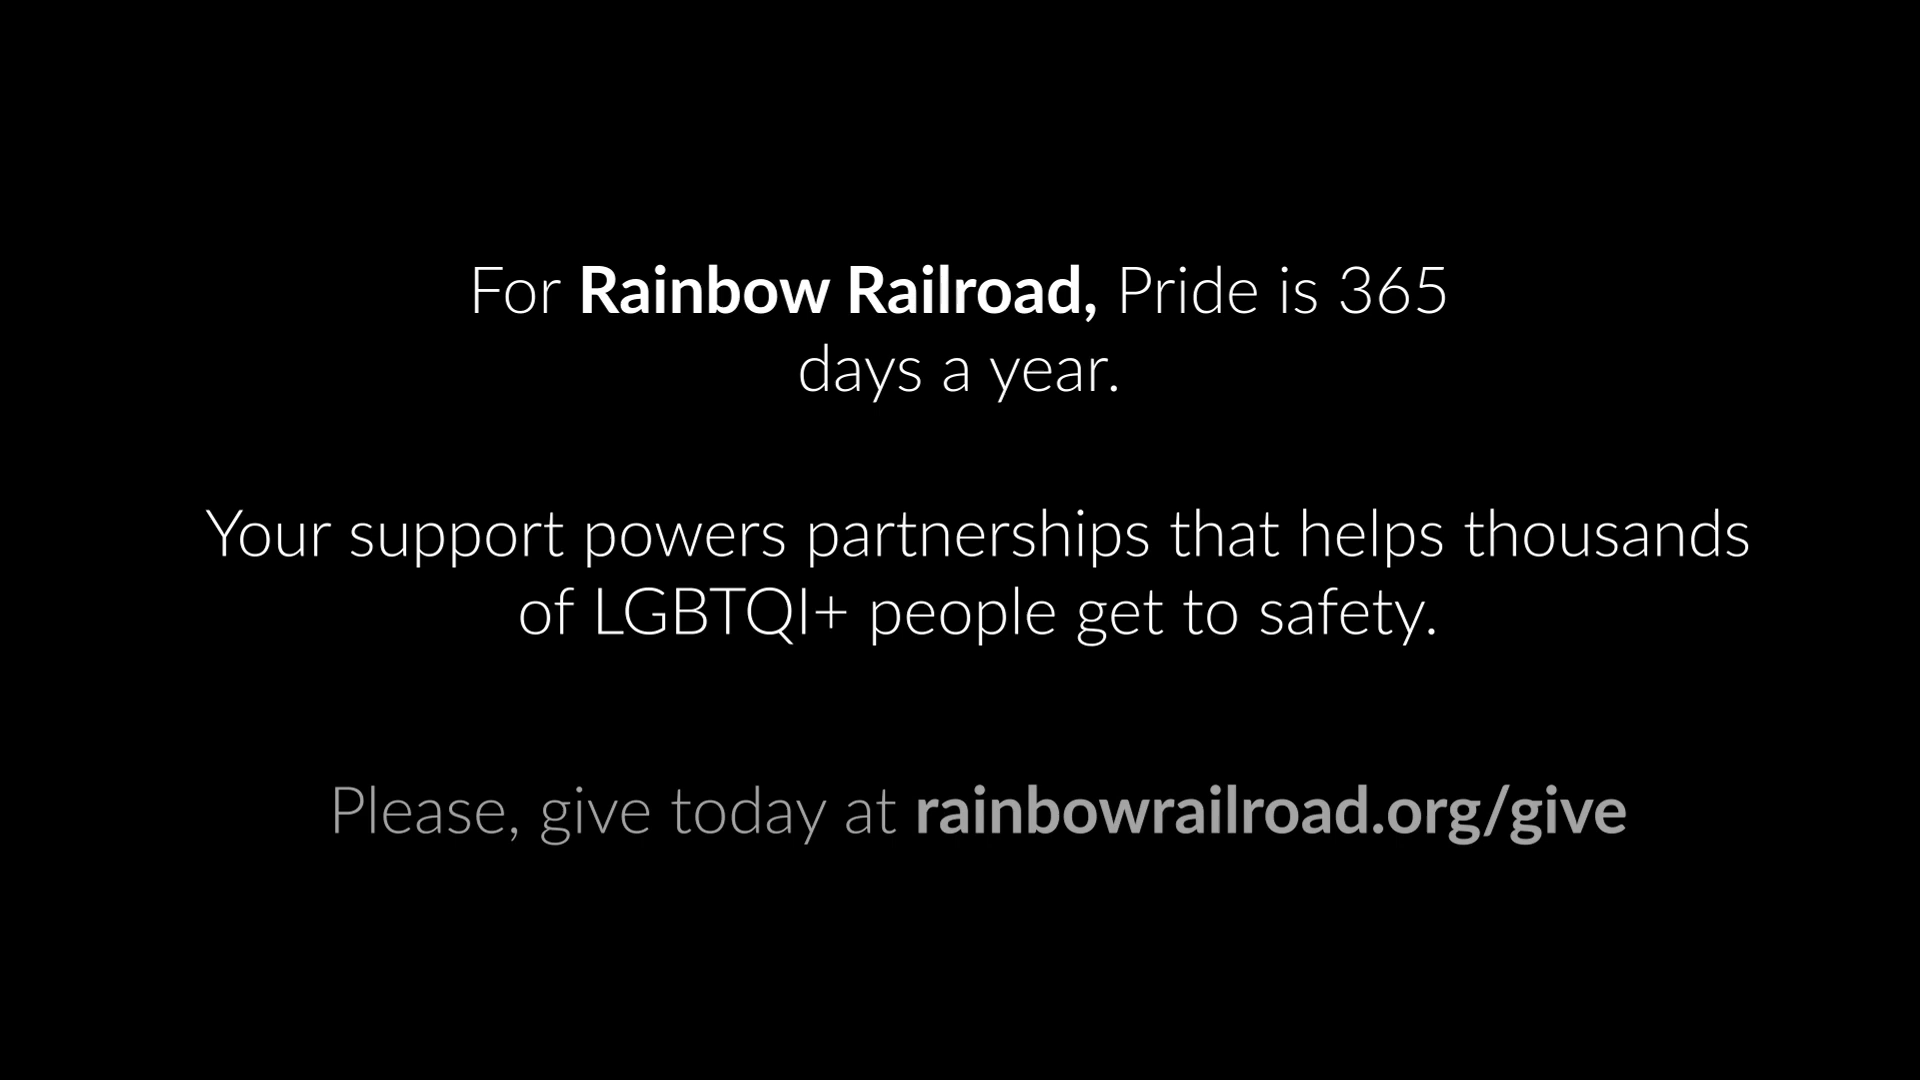 For Rainbow Railroad, Pride is 365
days a year.
Your support powers partnerships that helps thousands
of LGBTQI+ people get to safety.
Please, give today at rainbowrailroad.org/give